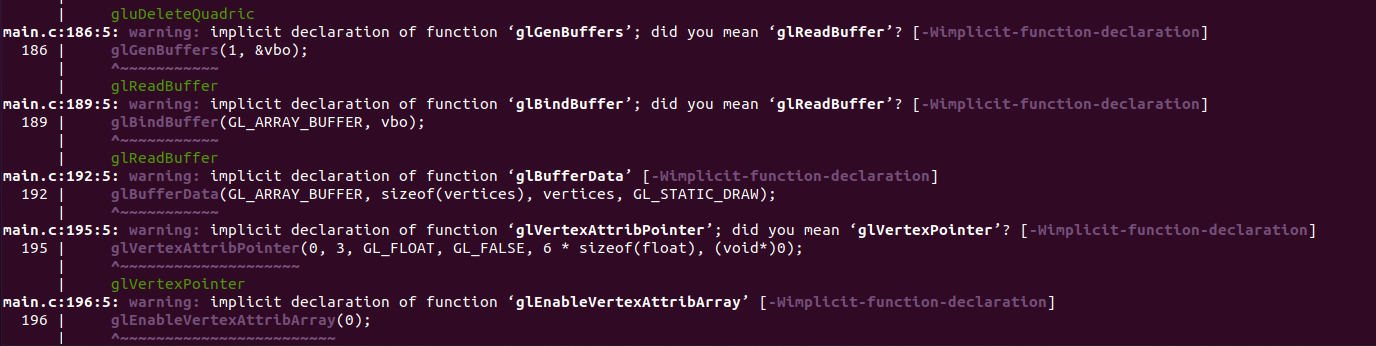 |     gluDeleteQuadric
main.c:186:5: warning: implicit declaration of function ‘glGenBuffers’; did you mean ‘glReadBuffer’? [-Wimplicit-function-declaration]
  186 |     glGenBuffers(1, &vbo);
      |     ^~~~~~~~~~~~
      |     glReadBuffer
main.c:189:5: warning: implicit declaration of function ‘glBindBuffer’; did you mean ‘glReadBuffer’? [-Wimplicit-function-declaration]
  189 |     glBindBuffer(GL_ARRAY_BUFFER, vbo);
      |     ^~~~~~~~~~~~
      |     glReadBuffer
main.c:192:5: warning: implicit declaration of function ‘glBufferData’ [-Wimplicit-function-declaration]
  192 |     glBufferData(GL_ARRAY_BUFFER, sizeof(vertices), vertices, GL_STATIC_DRAW);
      |     ^~~~~~~~~~~~
main.c:195:5: warning: implicit declaration of function ‘glVertexAttribPointer’; did you mean ‘glVertexPointer’? [-Wimplicit-function-declaration]
  195 |     glVertexAttribPointer(0, 3, GL_FLOAT, GL_FALSE, 6 * sizeof(float), (void*)0);
      |     ^~~~~~~~~~~~~~~~~~~~~
      |     glVertexPointer
main.c:196:5: warning: implicit declaration of function ‘glEnableVertexAttribArray’ [-Wimplicit-function-declaration]
  196 |     glEnableVertexAttribArray(0);
      |     ^~~~~~~~~~~~~~~~~~~~~~~~~